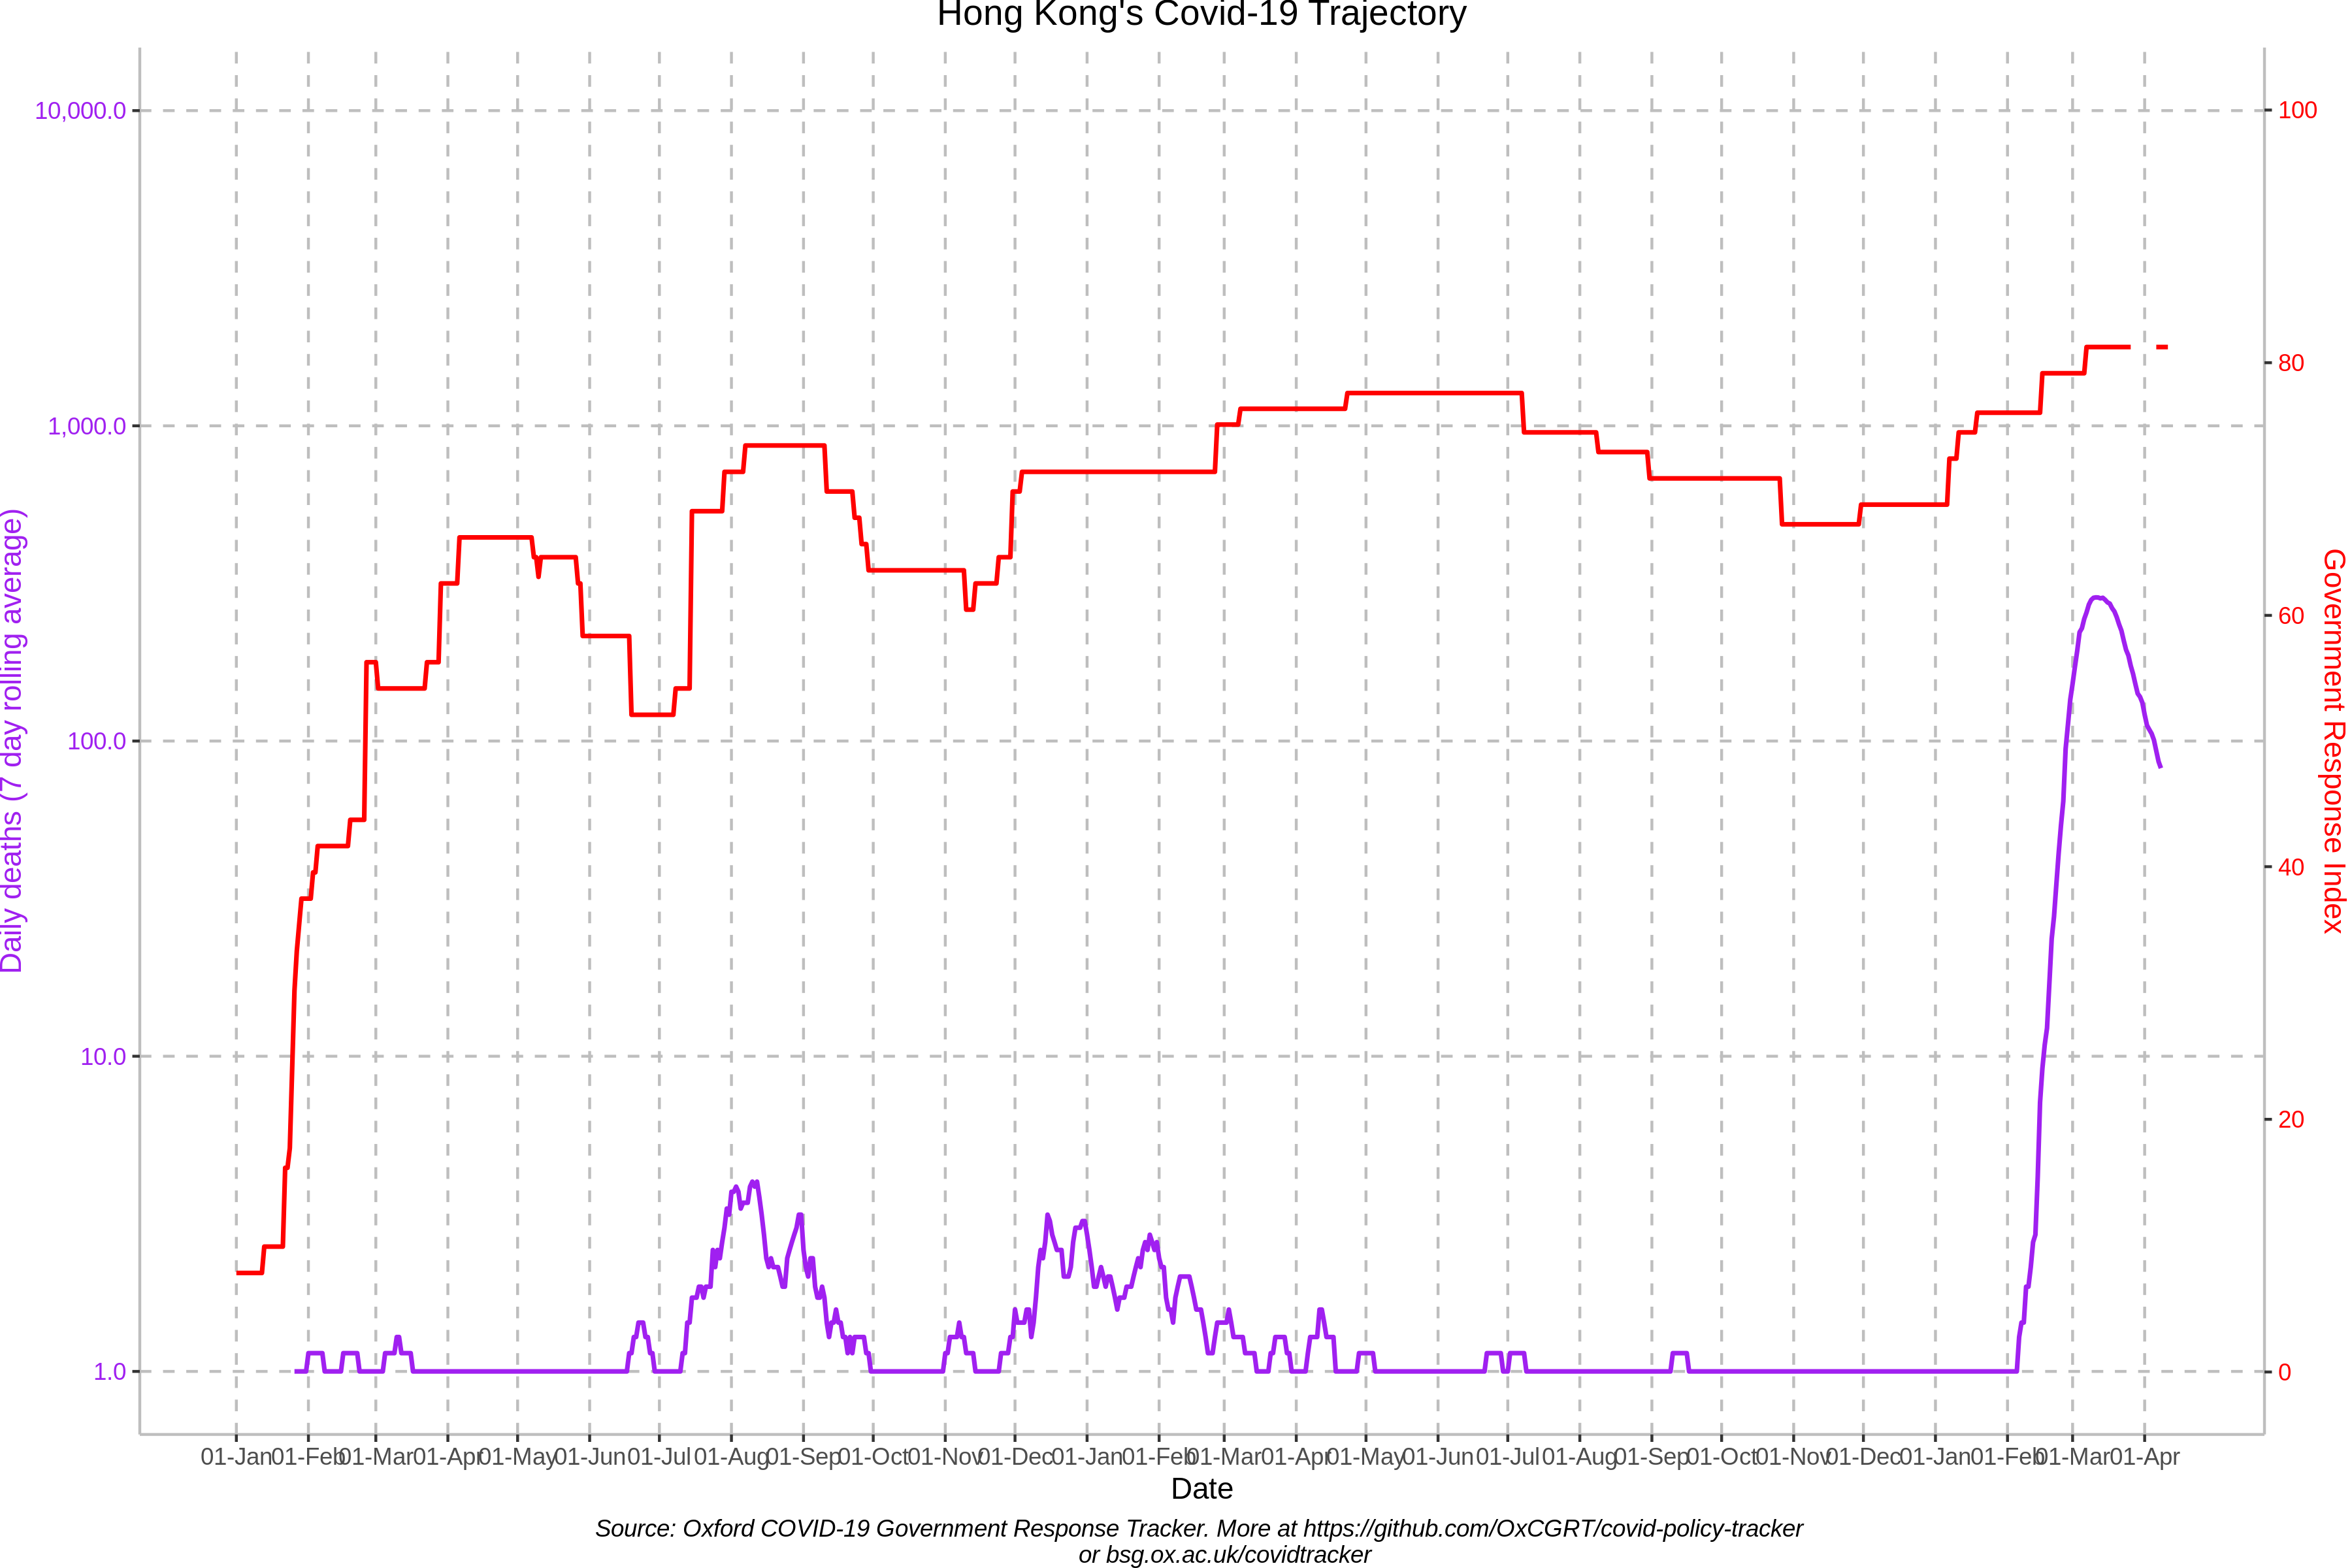 Hong Kong's Covid-19 Trajectory
10,000.0
1,000.0
100.0
10.0
1.0
Daily deaths (7 day rolling average)
100
80
60
40
20
0
Government Response Index
01-Jan 01-Feb 01-Mar 01-Apr 01-May 01-Jun 01-Jul 01-Aug 01-Sep 01-Oct 01-Nov 01-Dec 01-Jan 01-Feb 01-Mar 01-Apr 01-May 01-Jun 01-Jul 01-Aug 01-Sep 01-Oct 01-Nov 01-Dec 01-Jan 01-Feb 01-Mar 01-Apr
Date
Source: Oxford COVID-19 Government Response Tracker. More at https://github.com/OxCGRT/covid-policy-tracker
or bsg.ox.ac.uk/covidtracker